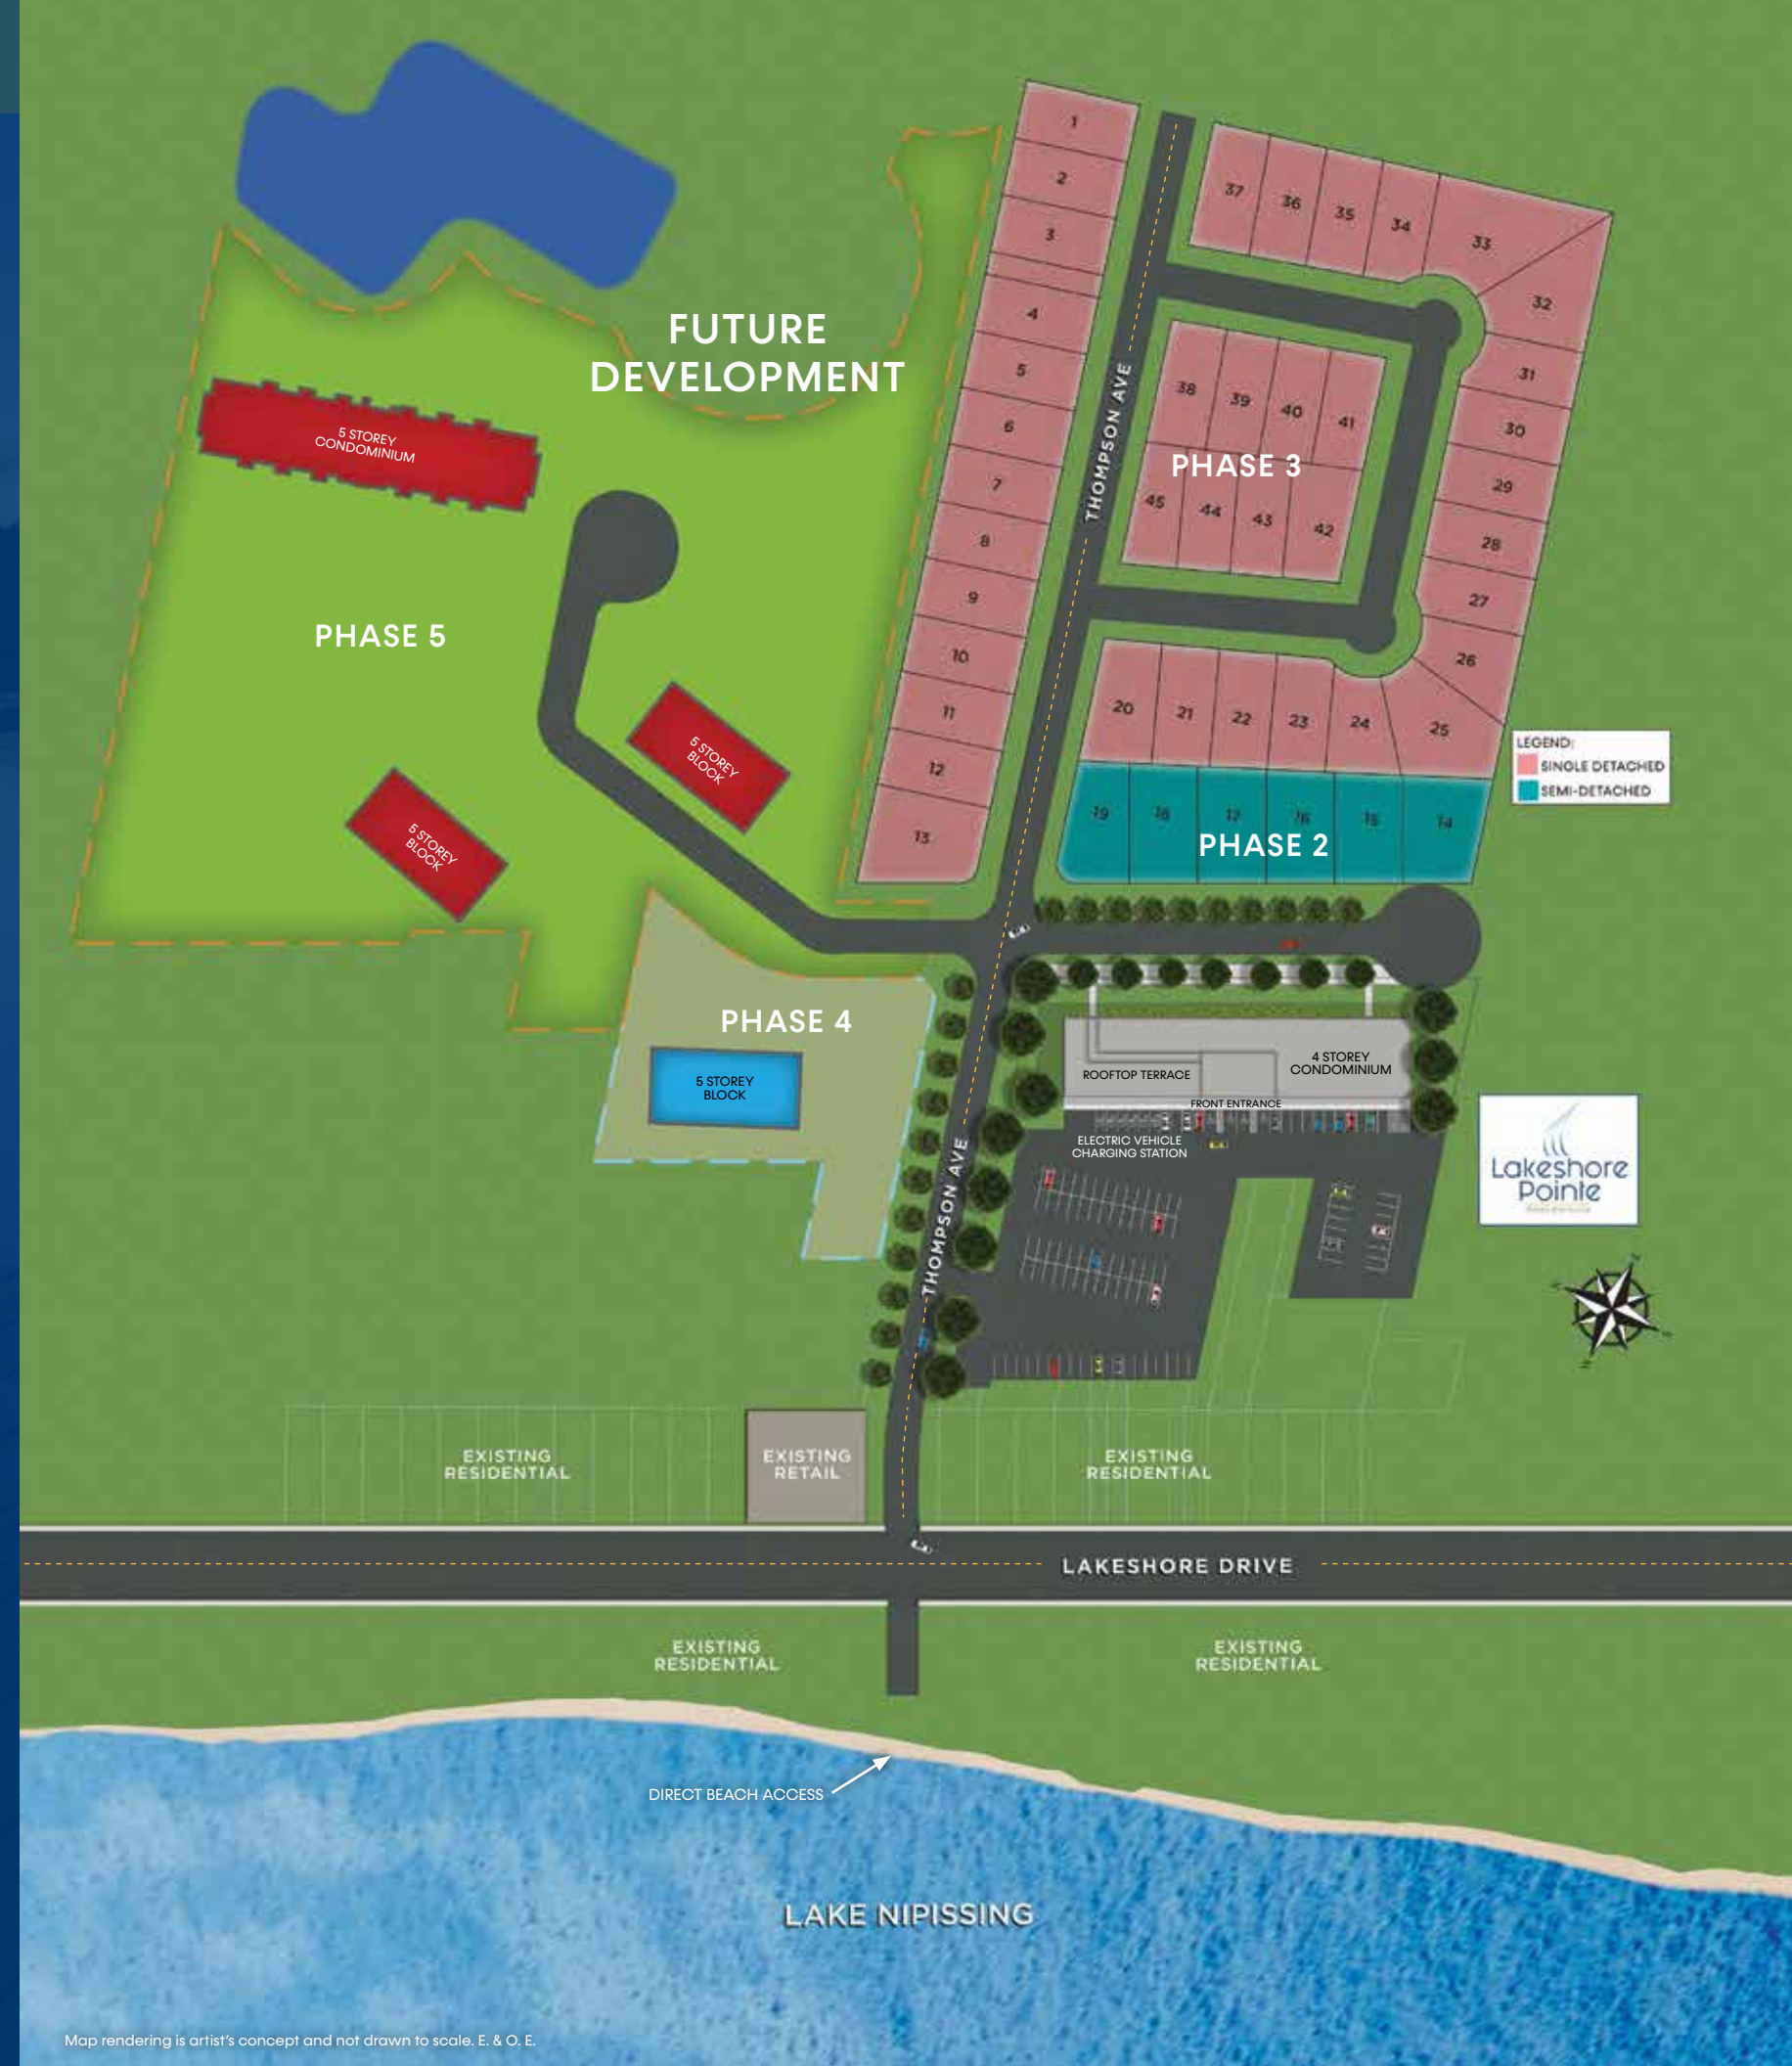 1
2
3
4
5
6
7
8
9
10
11
12
13
37
36
35
34
33
32
31
30
29
28
27
26
25
24
23
22
21
20
38
39
40
41
45
44
43
42
PHASE 3
THOMPSON AVE
19
18
17
16
15
14
PHASE 2
LEGEND:
SINGLE DETACHED
SEMI-DETACHED
FUTURE
DEVELOPMENT
5 STOREY
CONDOMINIUM
PHASE 5
5 STOREY
BLOCK
5 STOREY
BLOCK
PHASE 4
5 STOREY
BLOCK
4 STOREY
CONDOMINIUM
ROOFTOP TERRACE
FRONT ENTRANCE
ELECTRIC VEHICLE
CHARGING STATION
THOMPSON AVE
Lakeshore
Pointe
EXISTING
RESIDENTIAL
EXISTING
RETAIL
EXISTING
RESIDENTIAL
LAKESHORE DRIVE
EXISTING
RESIDENTIAL
EXISTING
RESIDENTIAL
DIRECT BEACH ACCESS
LAKE NIPISSING
Map rendering is artist's concept and not drawn to scale. E. & O. E.